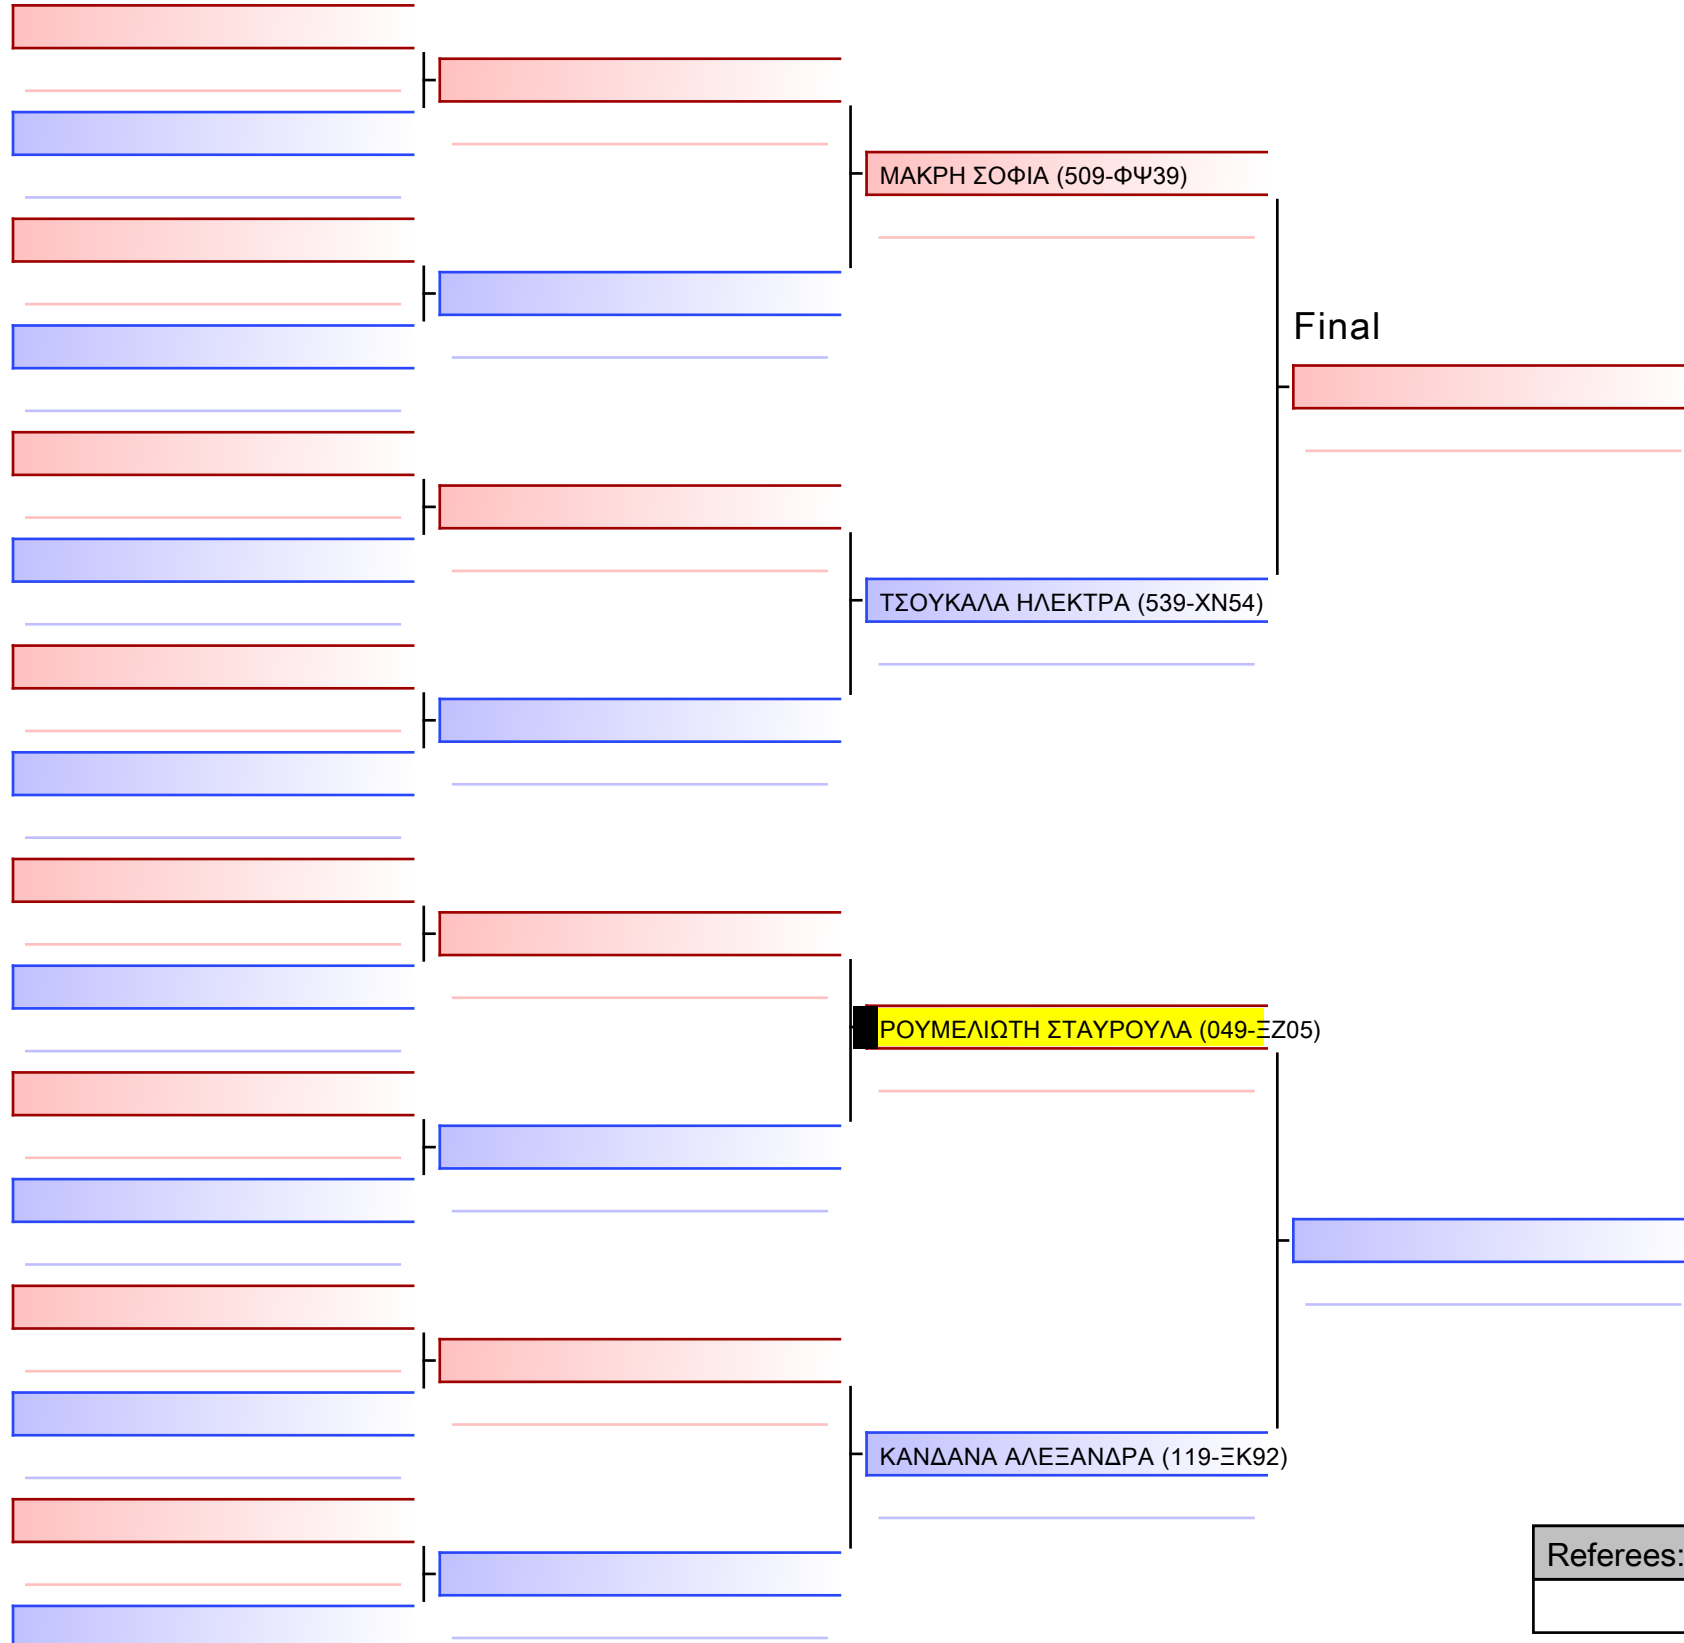 ΜΑΚΡΗ ΣΟΦΙΑ (509-ΦΨ39)
Final
ΤΣΟΥΚΑΛΑ ΗΛΕΚΤΡΑ (539-ΧΝ54)
ΡΟΥΜΕΛΙΩΤΗ ΣΤΑΥΡΟΥΛΑ (049-ΞΖ05)
ΚΑΝΔΑΝΑ ΑΛΕΞΑΝΔΡΑ (119-ΞΚ92)
Referees: